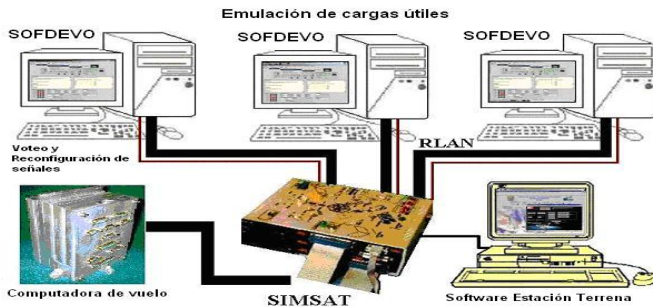 Emulación de cargas útiles
SOFDEVO
SOFDEVO
SOFDEVO
Voteo y
Reconfiguración de
señales
RLAN
Computadora de vuelo
SIMSAT
Software Estación Terrena